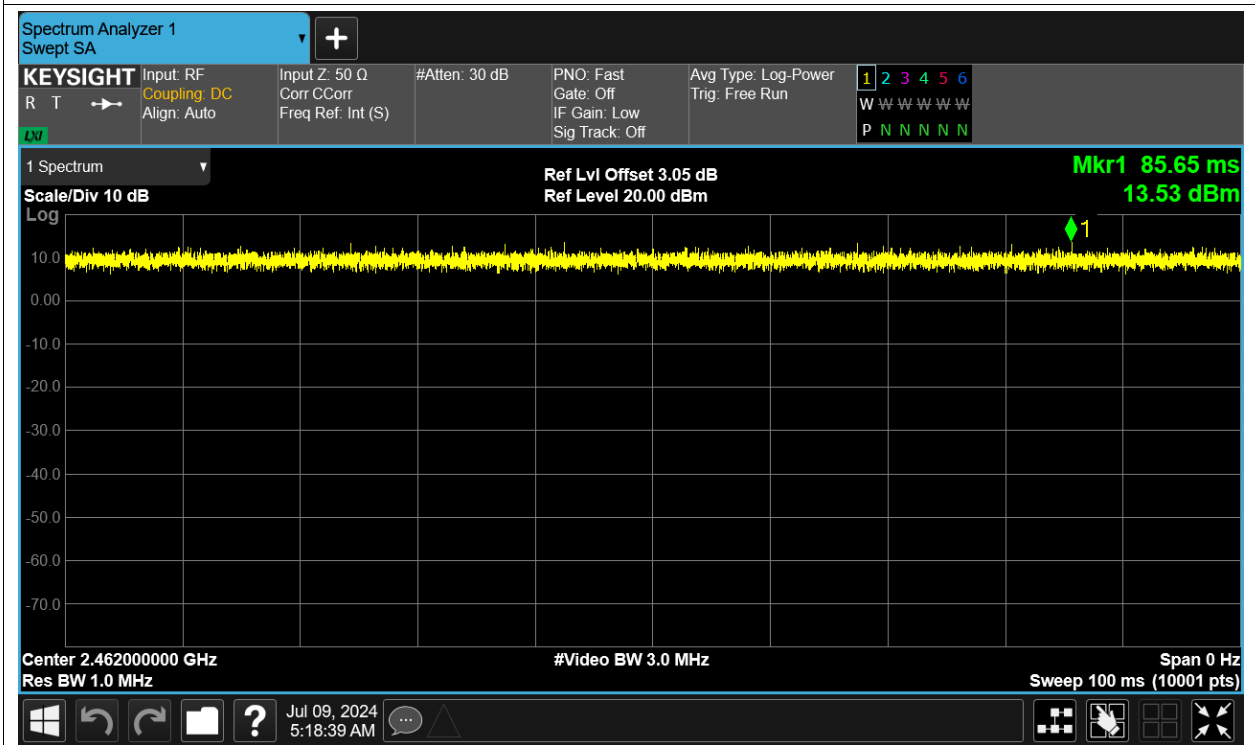 Spectrum Analyzer 1
Swept SA
KEYSIGHT
R T
LXI
Input: RF
Coupling: DC
Align: Auto
Input Z: 50 Ω
Corr CCorr
Freq Ref: Int (S)
#Atten: 30 dB
PNO: Fast
Gate: Off
IF Gain: Low
Sig Track: Off
Avg Type: Log-Power
Trig: Free Run
1 2 3 4 5 6
W W W W W W
P N N N N N
1 Spectrum
Scale/Div 10 dB
Log
Ref Lvl Offset 3.05 dB
Ref Level 20.00 dBm
Mkr1 85.65 ms
13.53 dBm
1
10.0
0.00
-10.0
-20.0
-30.0
-40.0
-50.0
-60.0
-70.0
Center 2.462000000 GHz
#Video BW 3.0 MHz
Span 0 Hz
Res BW 1.0 MHz
Sweep 100 ms (10001 pts)
?
Jul 09, 2024
5:18:39 AM